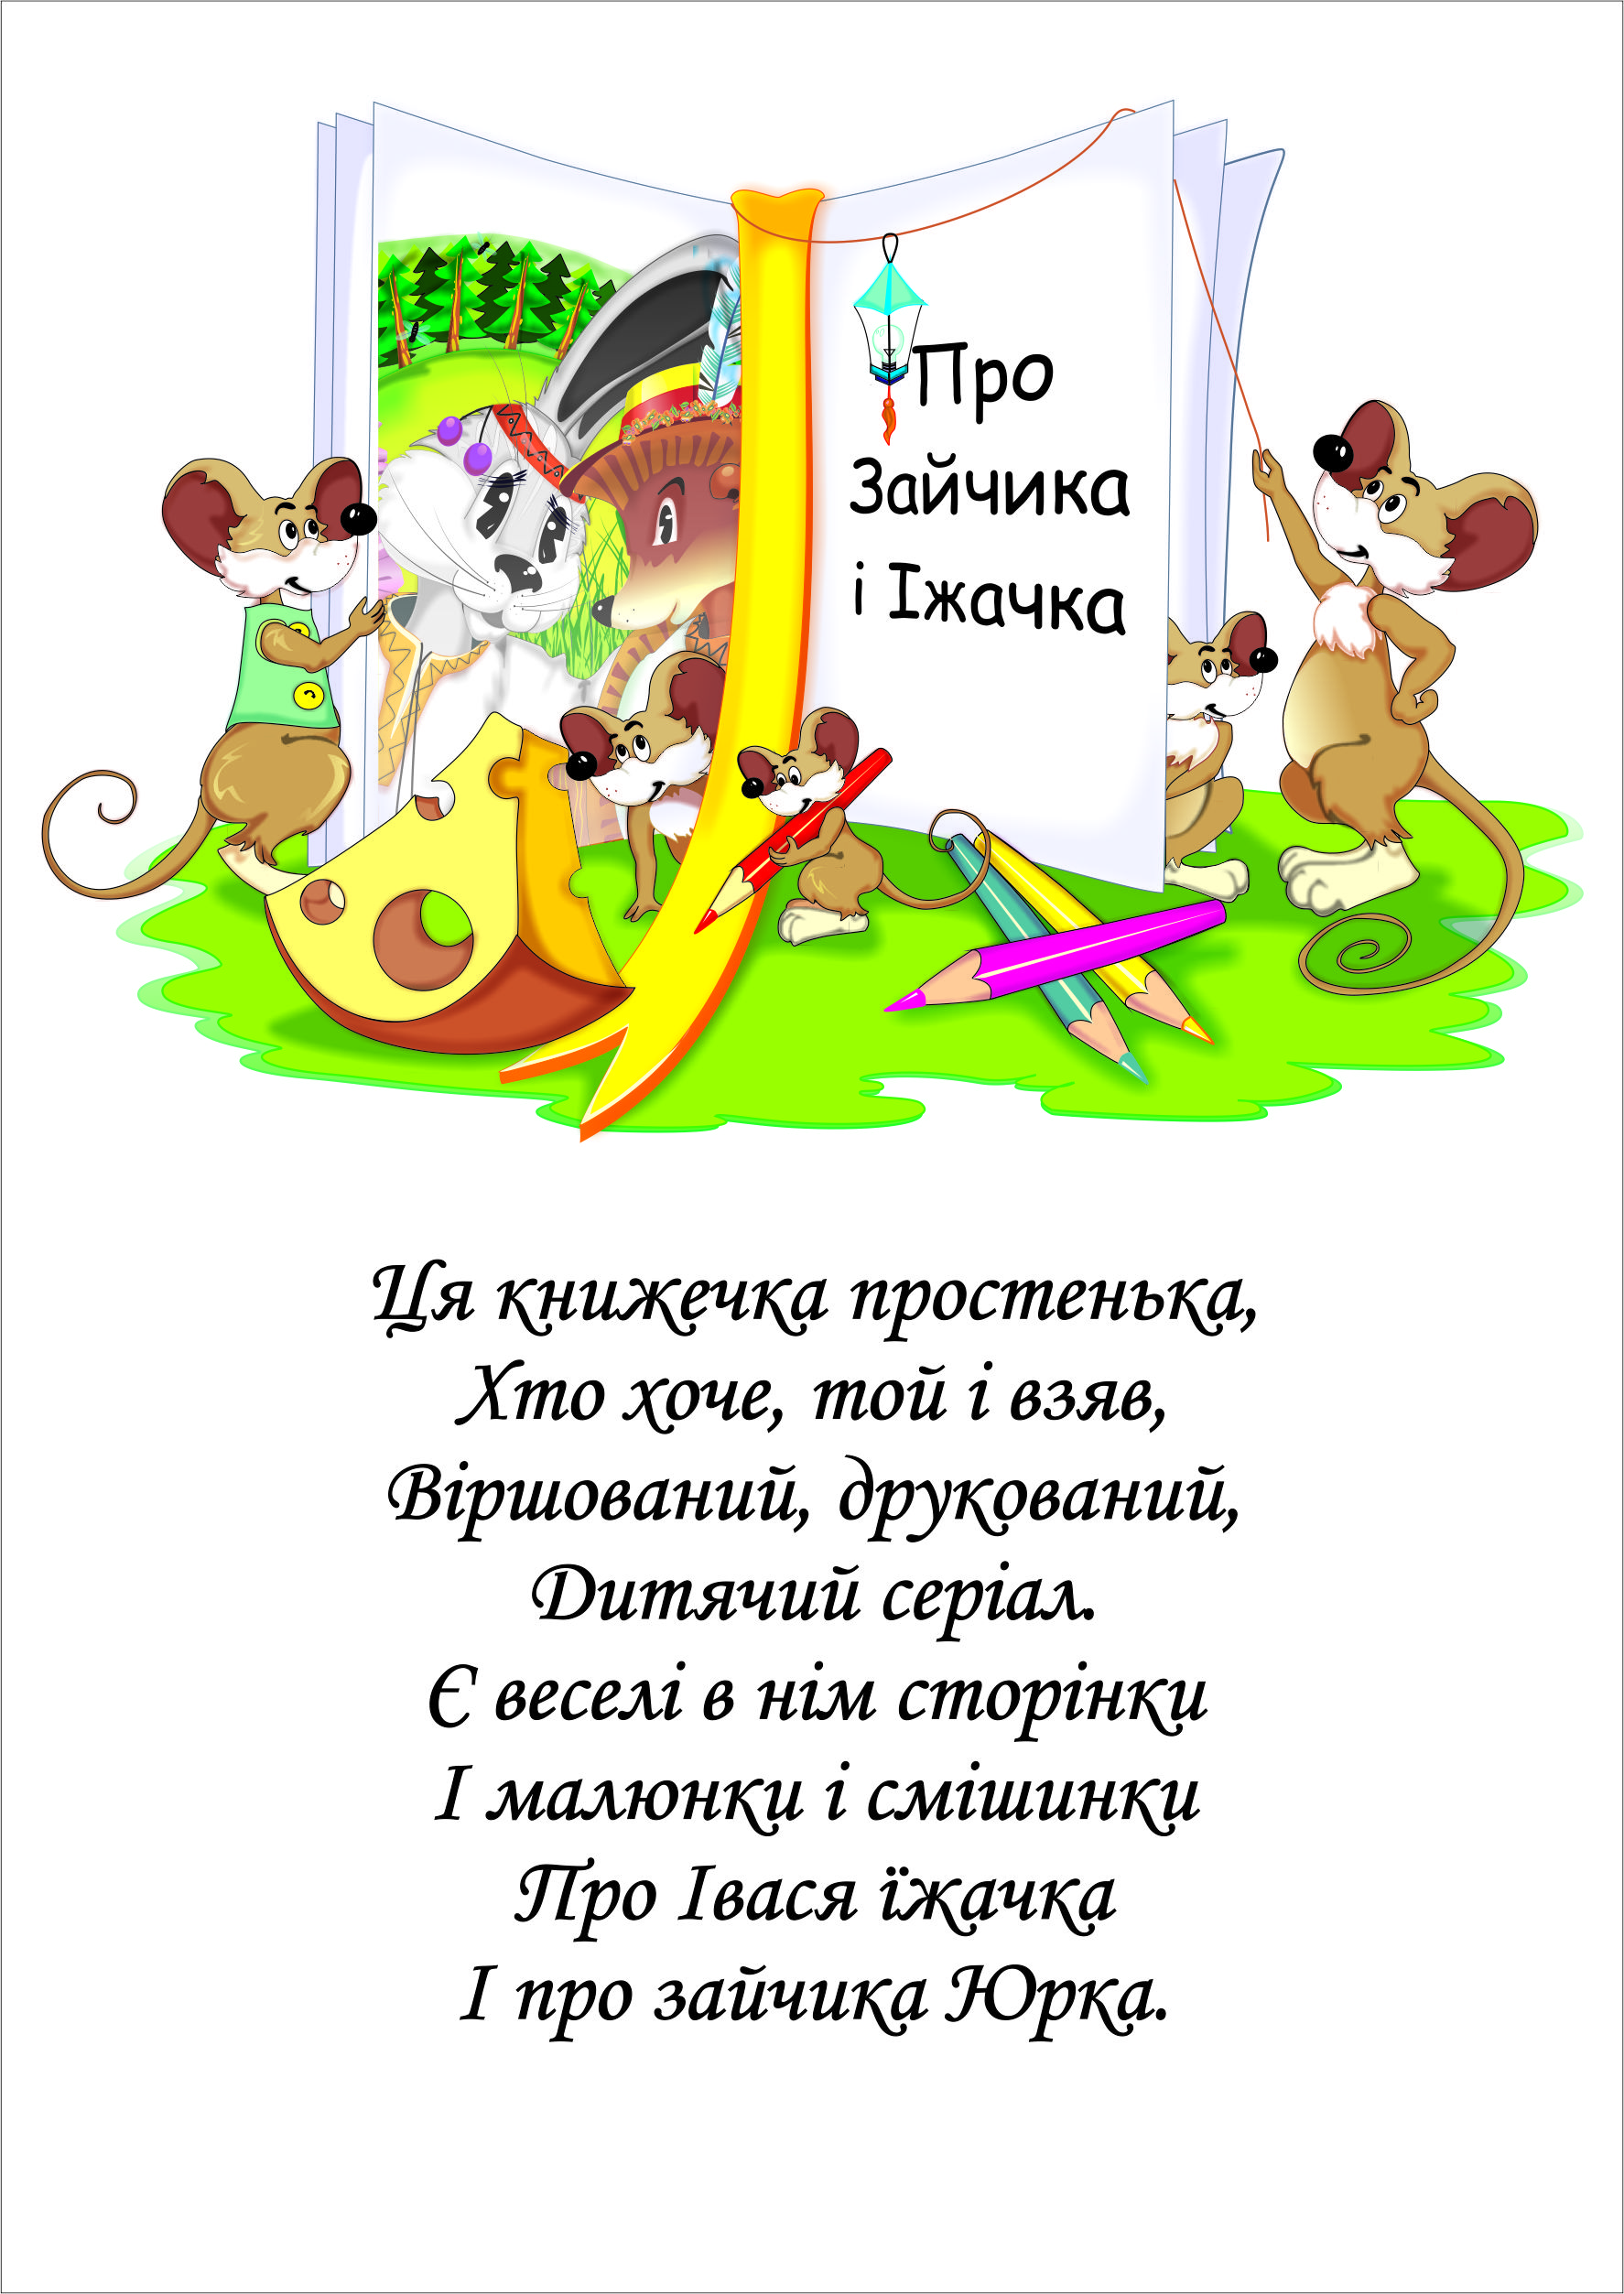 Про
Зайчика
і Їжачка
Ця книжечка простенька,
Хто хоче, той і взяв,
Віршований, друкований,
Дитячий серіал.
Є веселі в нім сторінки
І малюнки і смішинки
Про Івася їжачка
І про зайчика Юрка.